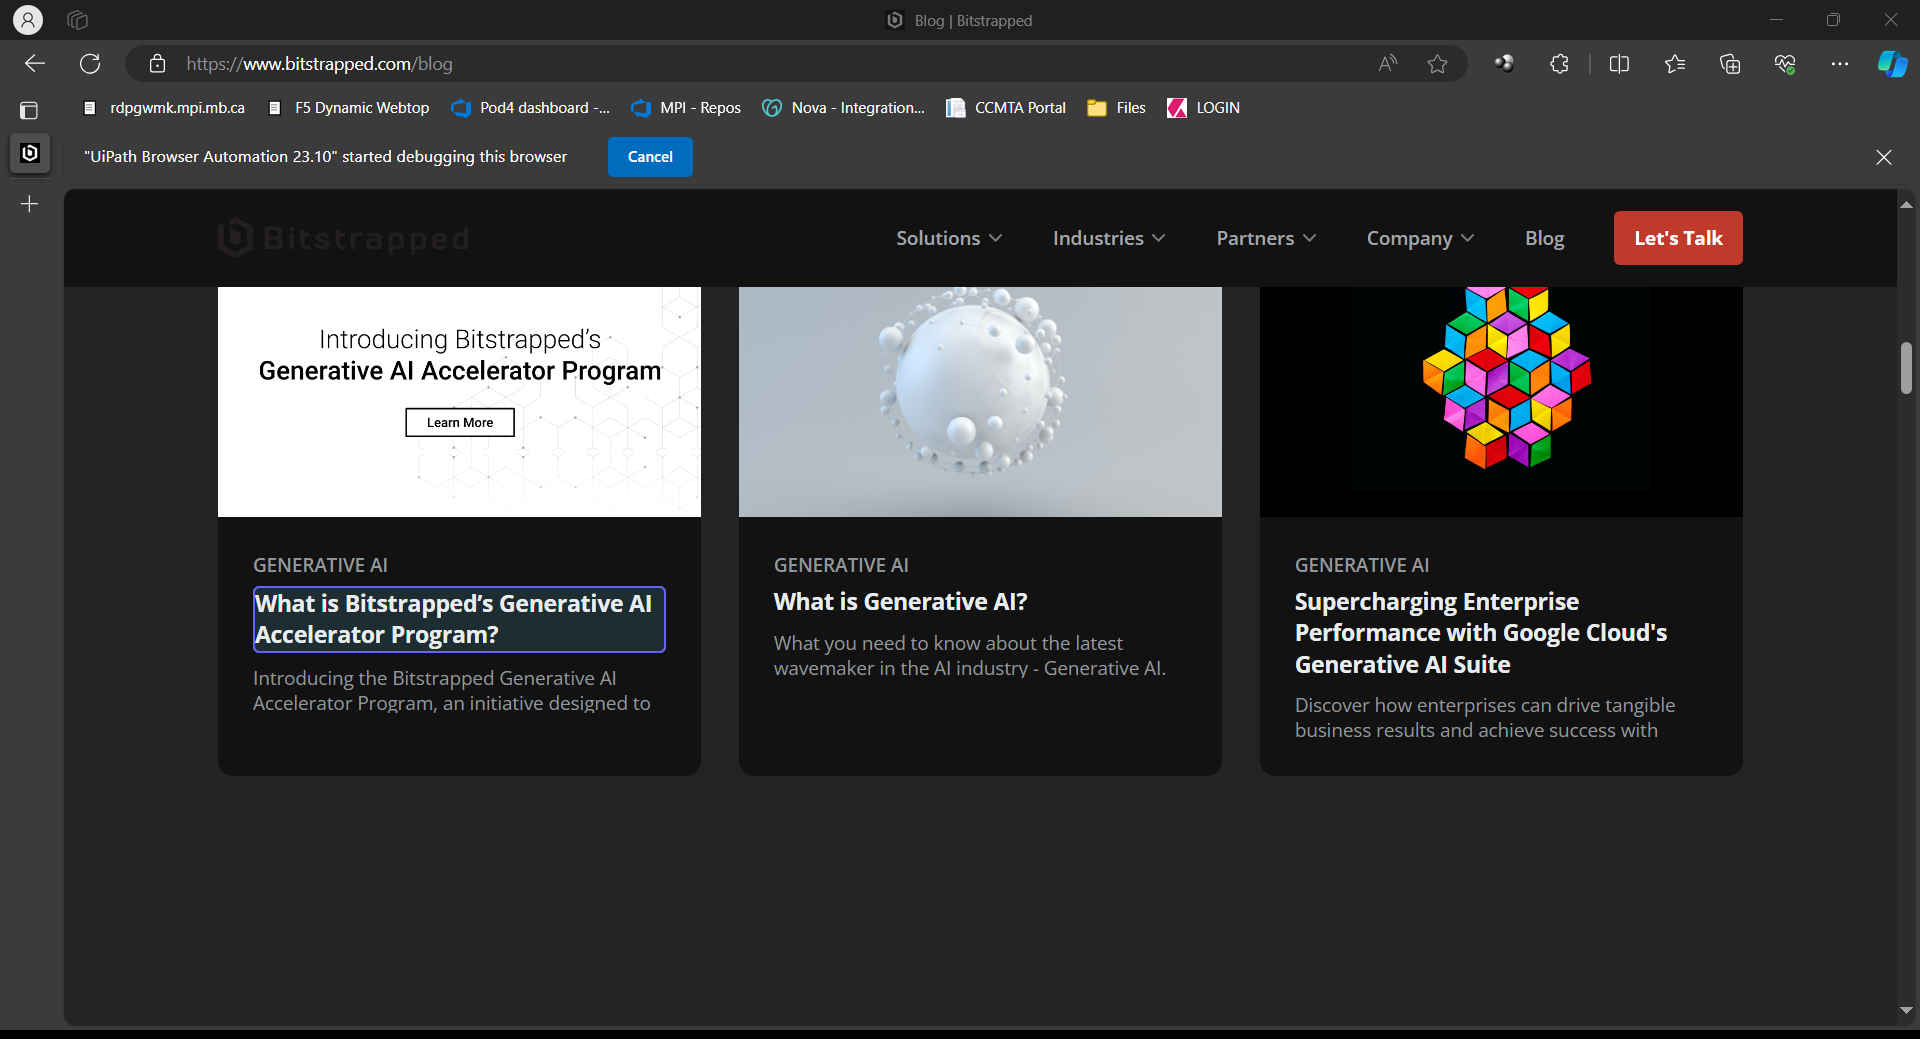 Blog | Bitstrapped
https://www.bitstrapped.com/blog
rdpgwmk.mpi.mb.ca
F5 Dynamic Webtop
Pod4 dashboard -...
MPI - Repos
Nova - Integration...
CCMTA Portal
Files
LOGIN
"UiPath Browser Automation 23.10" started debugging this browser
Cancel
Bitstrapped
Solutions
Industries
Partners
Company
Blog
Let's Talk
Introducing Bitstrapped’s
Generative AI Accelerator Program
Learn More
GENERATIVE AI
What is Bitstrapped’s Generative AI
Accelerator Program?
Introducing the Bitstrapped Generative AI
Accelerator Program, an initiative designed to
GENERATIVE AI
What is Generative AI?
What you need to know about the latest
wavemaker in the AI industry - Generative AI.
GENERATIVE AI
Supercharging Enterprise
Performance with Google Cloud's
Generative AI Suite
Discover how enterprises can drive tangible
business results and achieve success with